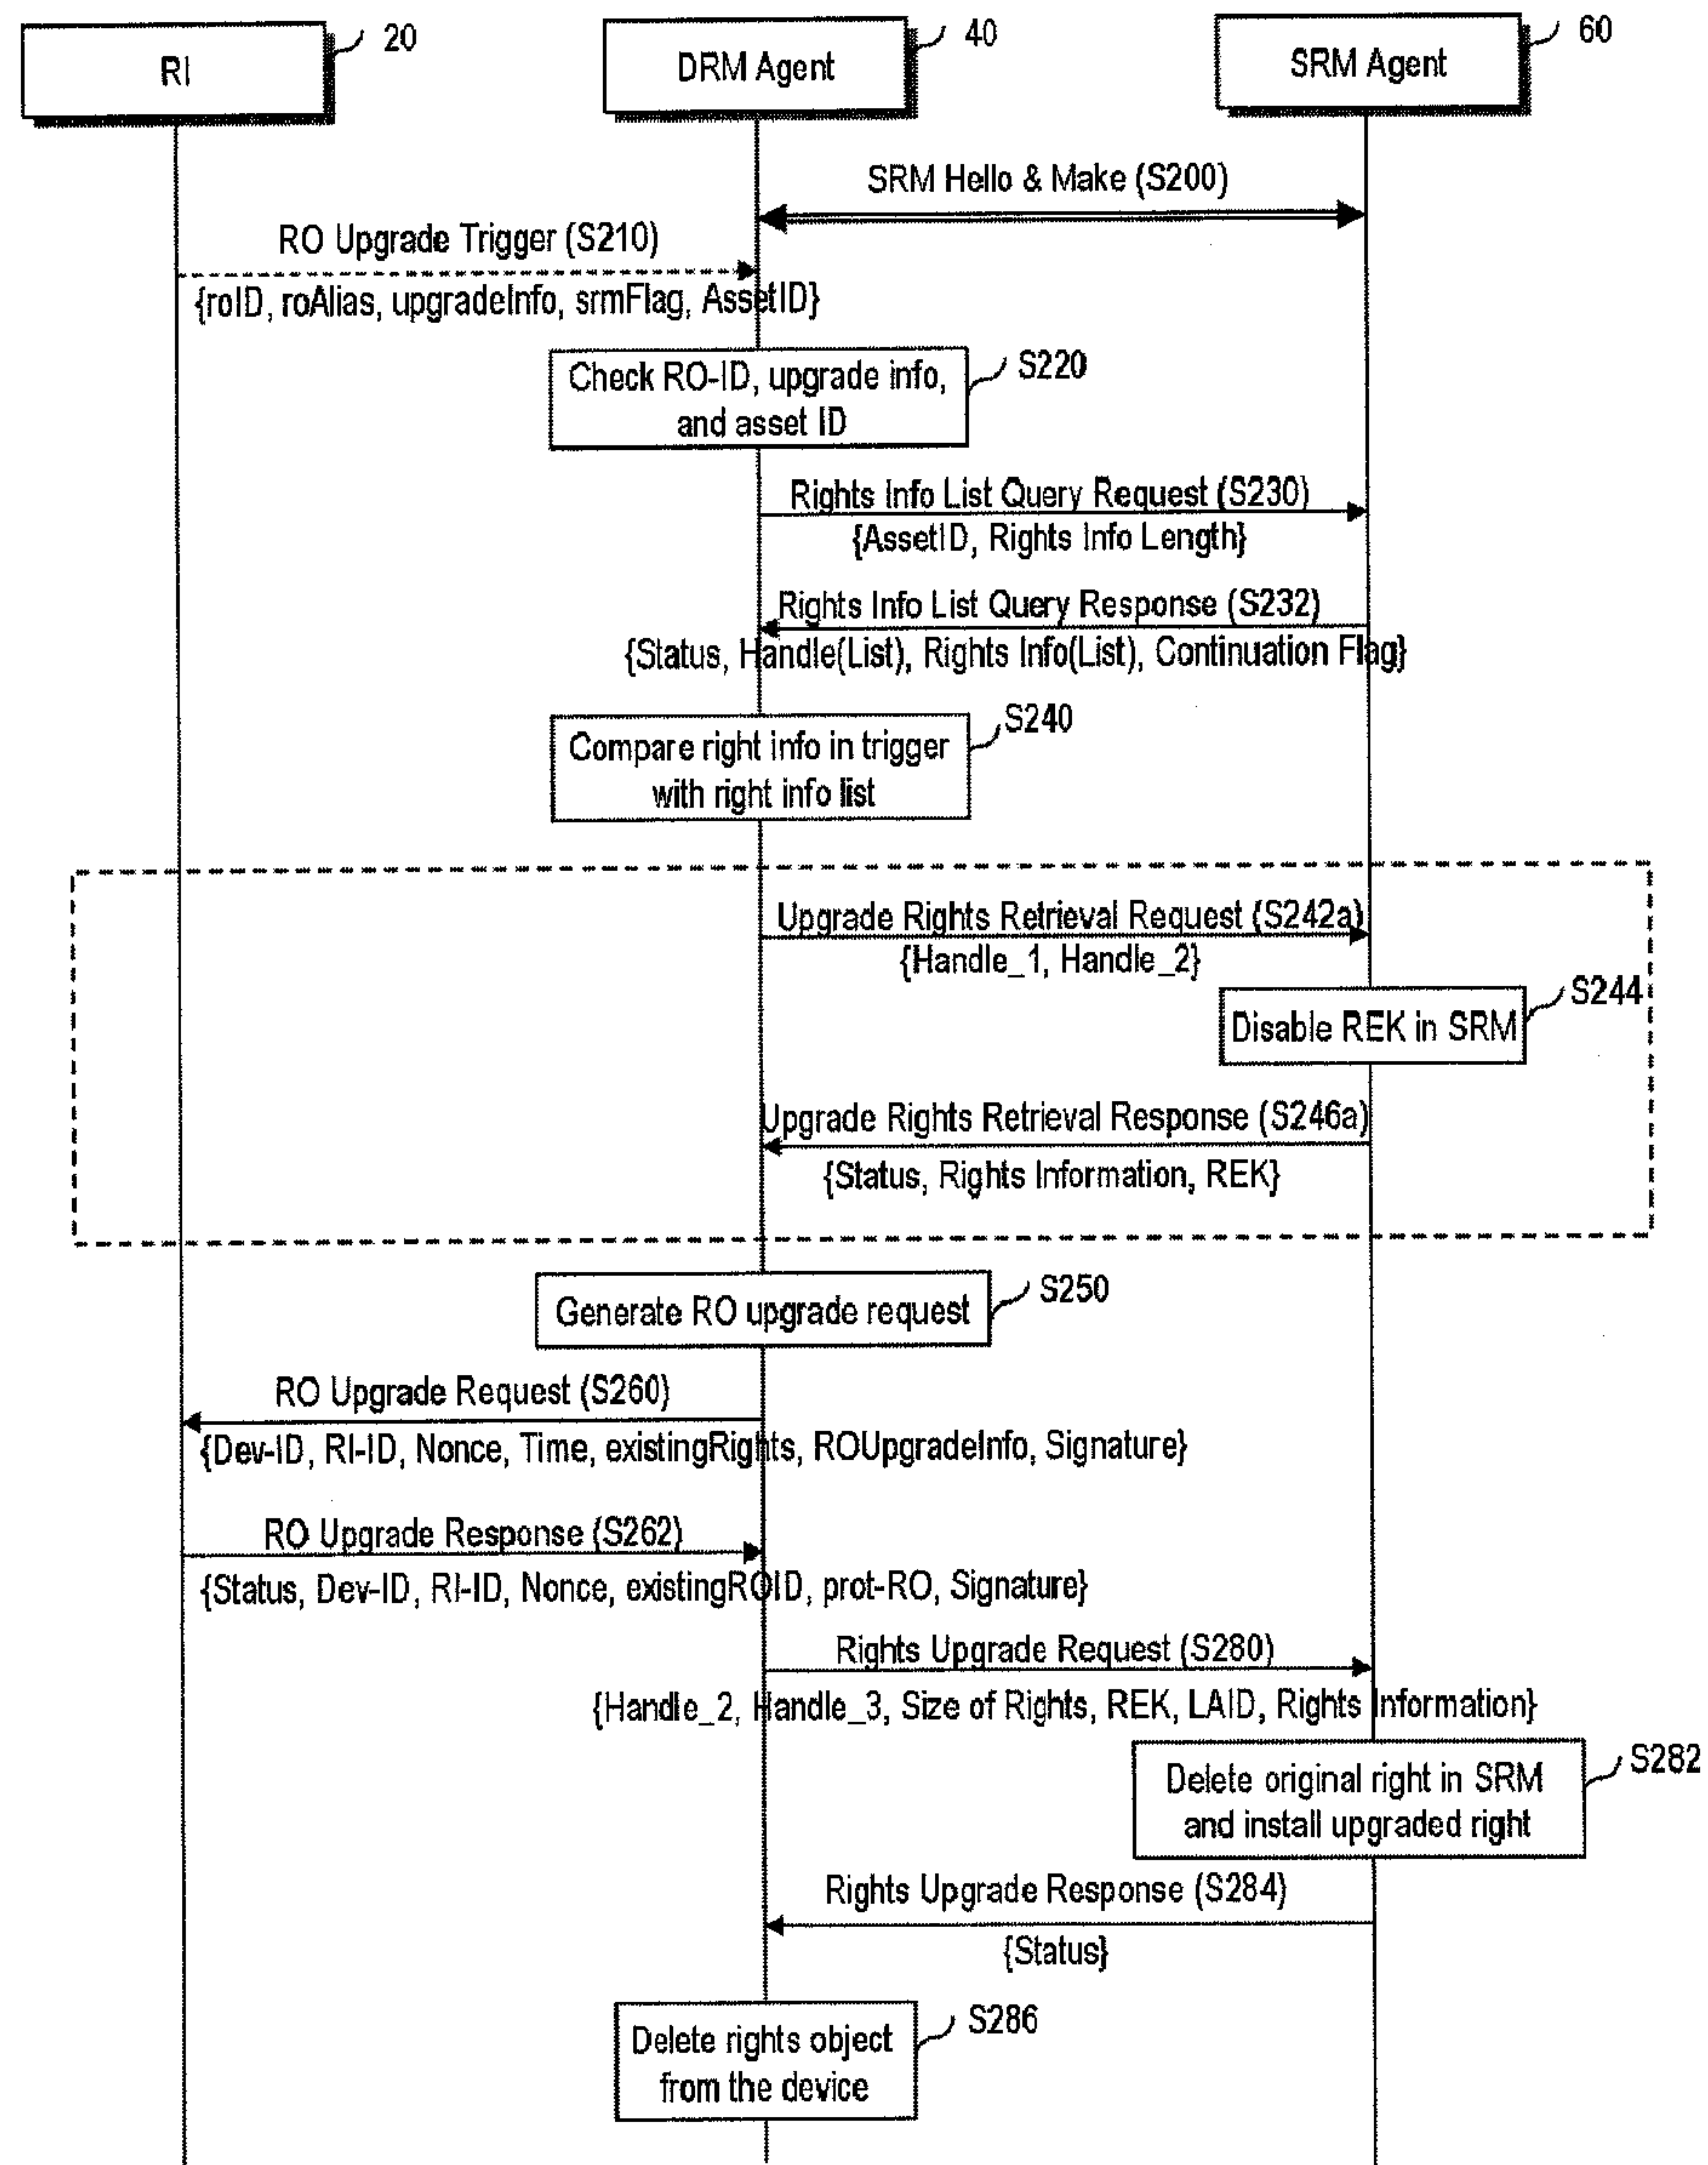 RI
20
DRM Agent
40
SRM Agent
60
SRM Hello & Make (S200)
RO Upgrade Trigger (S210)
{roID, roAlias, upgradeInfo, srmFlag, AssetID}
Check RO-ID, upgrade info,
and asset ID
S220
Rights Info List Query Request (S230)
{AssetID, Rights Info Length}
Rights Info List Query Response (S232)
{Status, Handle(List), Rights Info(List), Continuation Flag}
Compare right info in trigger
with right info list
S240
Upgrade Rights Retrieval Request (S242a)
{Handle_1, Handle_2}
Disable REK in SRM
S244
Upgrade Rights Retrieval Response (S246a)
{Status, Rights Information, REK}
Generate RO upgrade request
S250
RO Upgrade Request (S260)
{Dev-ID, RI-ID, Nonce, Time, existingRights, ROUpgradeInfo, Signature}
RO Upgrade Response (S262)
{Status, Dev-ID, RI-ID, Nonce, existingROID, prot-RO, Signature}
Rights Upgrade Request (S280)
{Handle_2, Handle_3, Size of Rights, REK, LAID, Rights Information}
Delete original right in SRM
and install upgraded right
S282
Rights Upgrade Response (S284)
{Status}
Delete rights object
from the device
S286